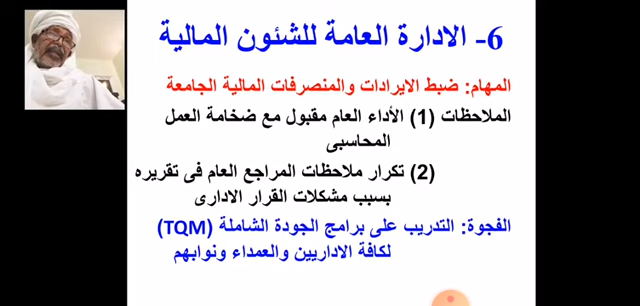 6- الادارة العامة للشئون المالية
المهام: ضبط الايرادات والمنصرفات المالية الجامعة
الملاحظات (1) الأداء العام مقبول مع ضخامة العمل
المحاسبى
(2) تكرار ملاحظات المراجع العام فى تقريره
بسبب مشكلات القرار الادارى
الفجوة: التدريب على برامج الجودة الشاملة (TQM)
لكافة الاداريين والعمداء ونوابهم